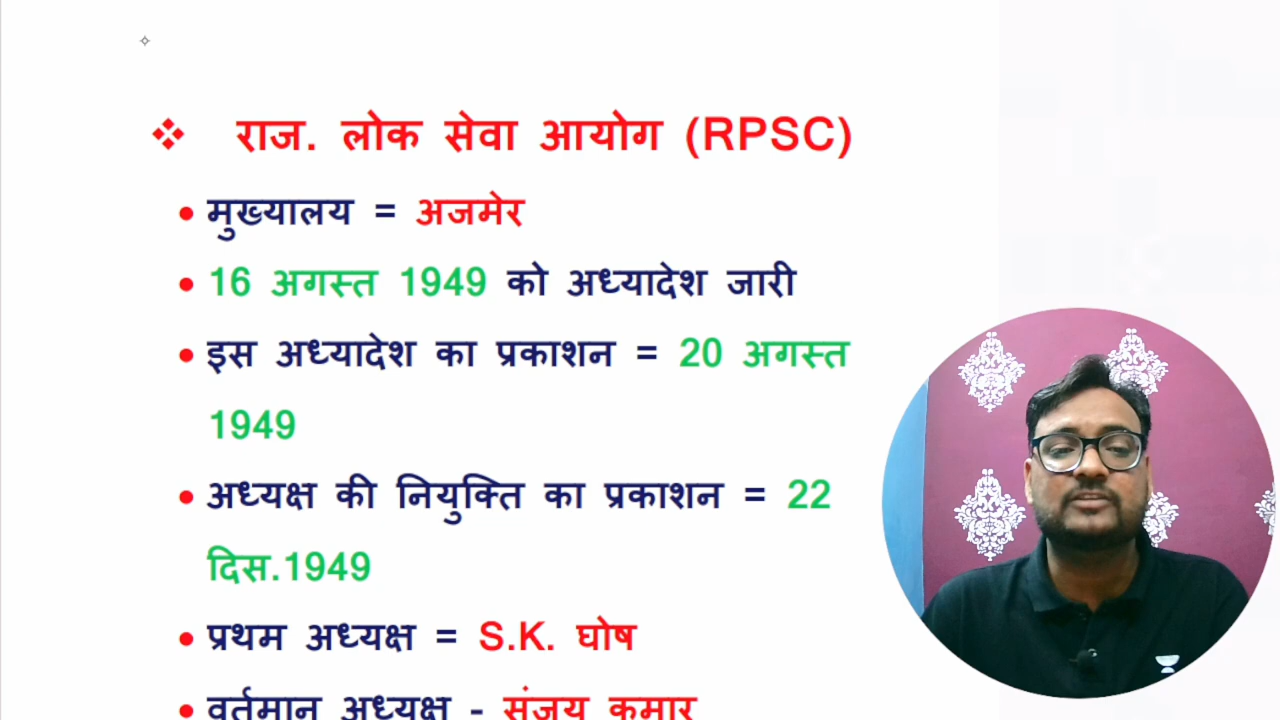 ❖ राज. लोक सेवा आयोग (RPSC)
• मुख्यालय = अजमेर
• 16 अगस्त 1949 को अध्यादेश जारी
• इस अध्यादेश का प्रकाशन = 20 अगस्त
1949
• अध्यक्ष की नियुक्ति का प्रकाशन = 22
दिस.1949
• प्रथम अध्यक्ष = S.K. घोष
• वर्तमान अध्यक्ष - संजय कुमार